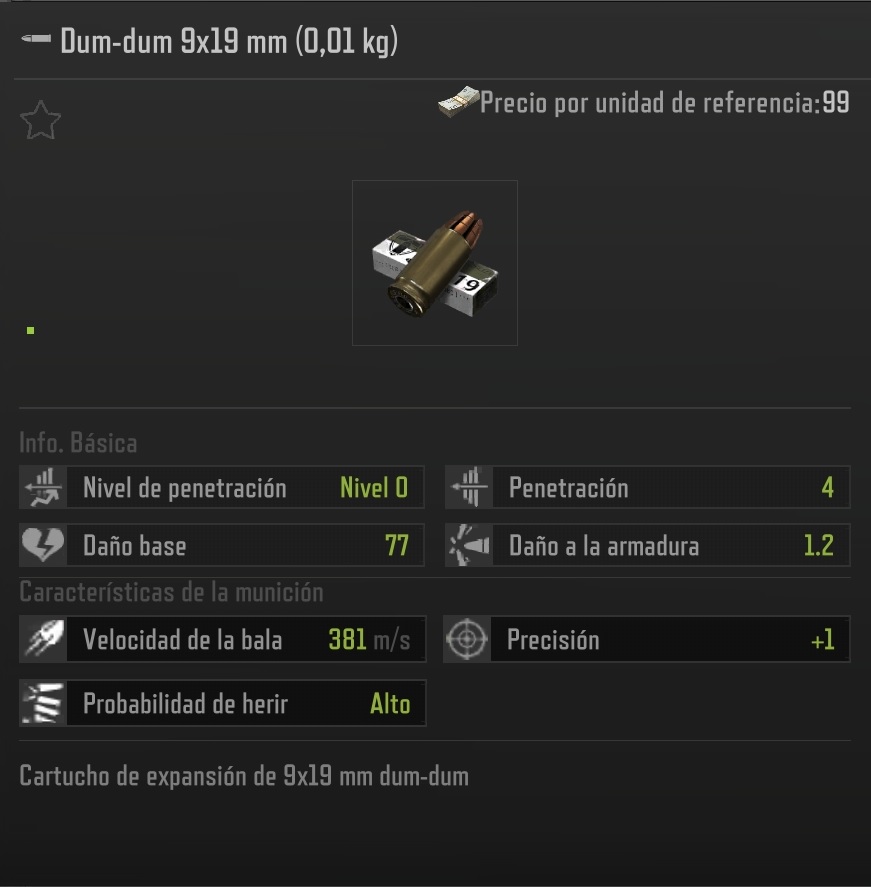 Dum-dum 9x19 mm (0,01 kg)
Precio por unidad de referencia:99
19
Info. Básica
Nivel de penetración Nivel 0
Penetración 4
Daño base 77
Daño a la armadura 1.2
Características de la munición
Velocidad de la bala 381 m/s
Precisión +1
Probabilidad de herir Alto
Cartucho de expansión de 9x19 mm dum-dum